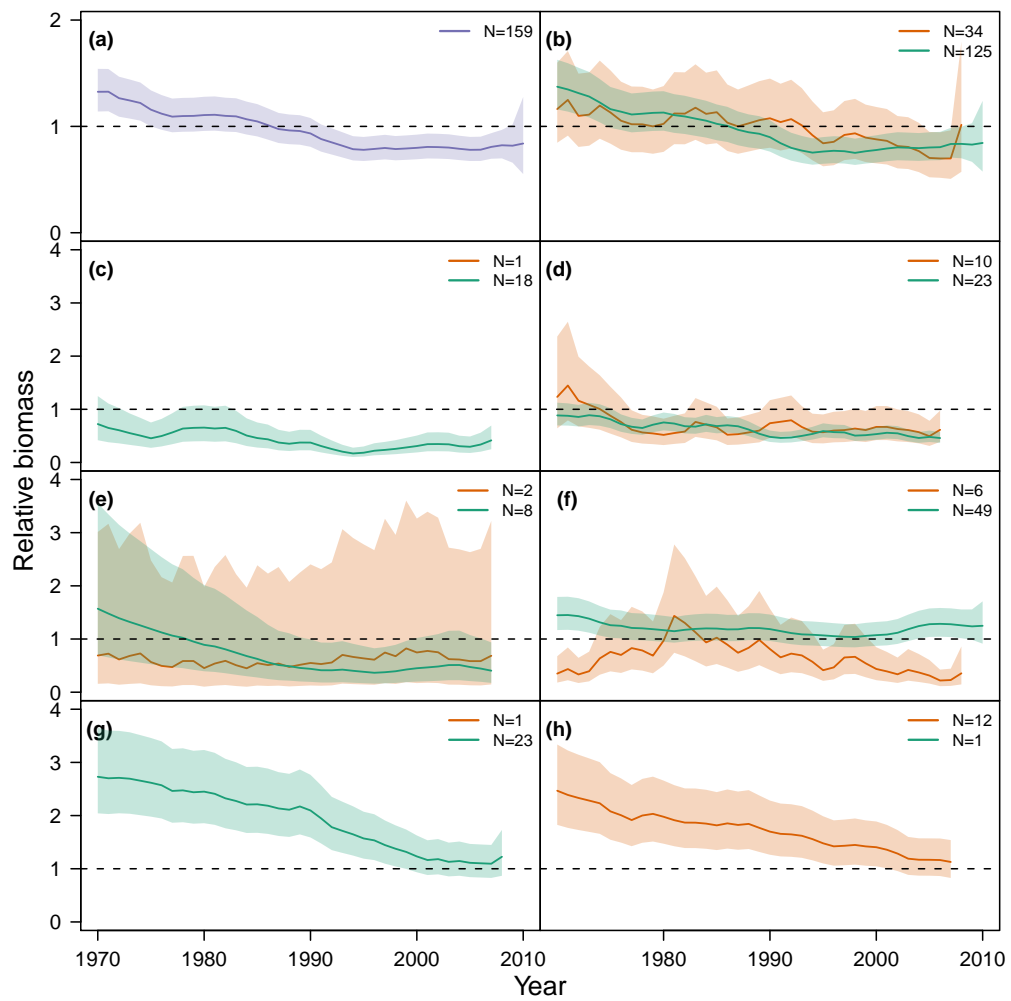 (a)
N=159
(b)
N=34
N=125
2
1
0
(c)
N=1
N=18
(d)
N=10
N=23
4
3
2
1
0
(e)
N=2
N=8
(f)
N=6
N=49
4
3
2
1
0
(g)
N=1
N=23
(h)
N=12
N=1
4
3
2
1
0
Relative biomass
1970 1980 1990 2000 2010 1980 1990 2000 2010
Year